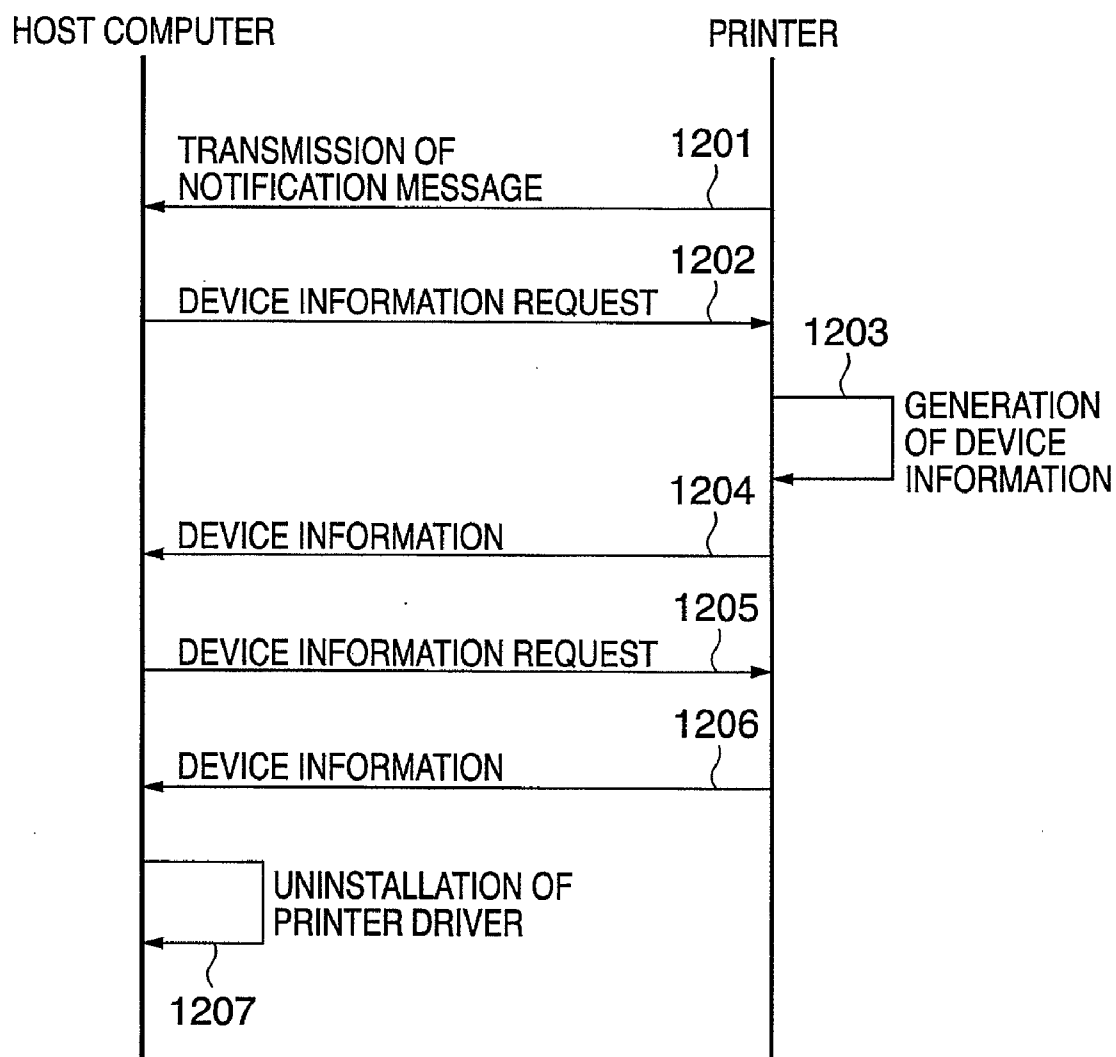 HOST COMPUTER
PRINTER
1201
TRANSMISSION OF
NOTIFICATION MESSAGE
1202
DEVICE INFORMATION REQUEST
1203
GENERATION
OF DEVICE
INFORMATION
1204
DEVICE INFORMATION
1205
DEVICE INFORMATION REQUEST
1206
DEVICE INFORMATION
UNINSTALLATION OF
PRINTER DRIVER
1207